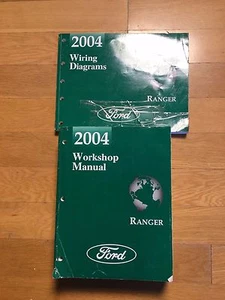 2004
Wiring
Diagrams
RANGER
Ford
2004
Workshop
Manual
RANGER
Ford